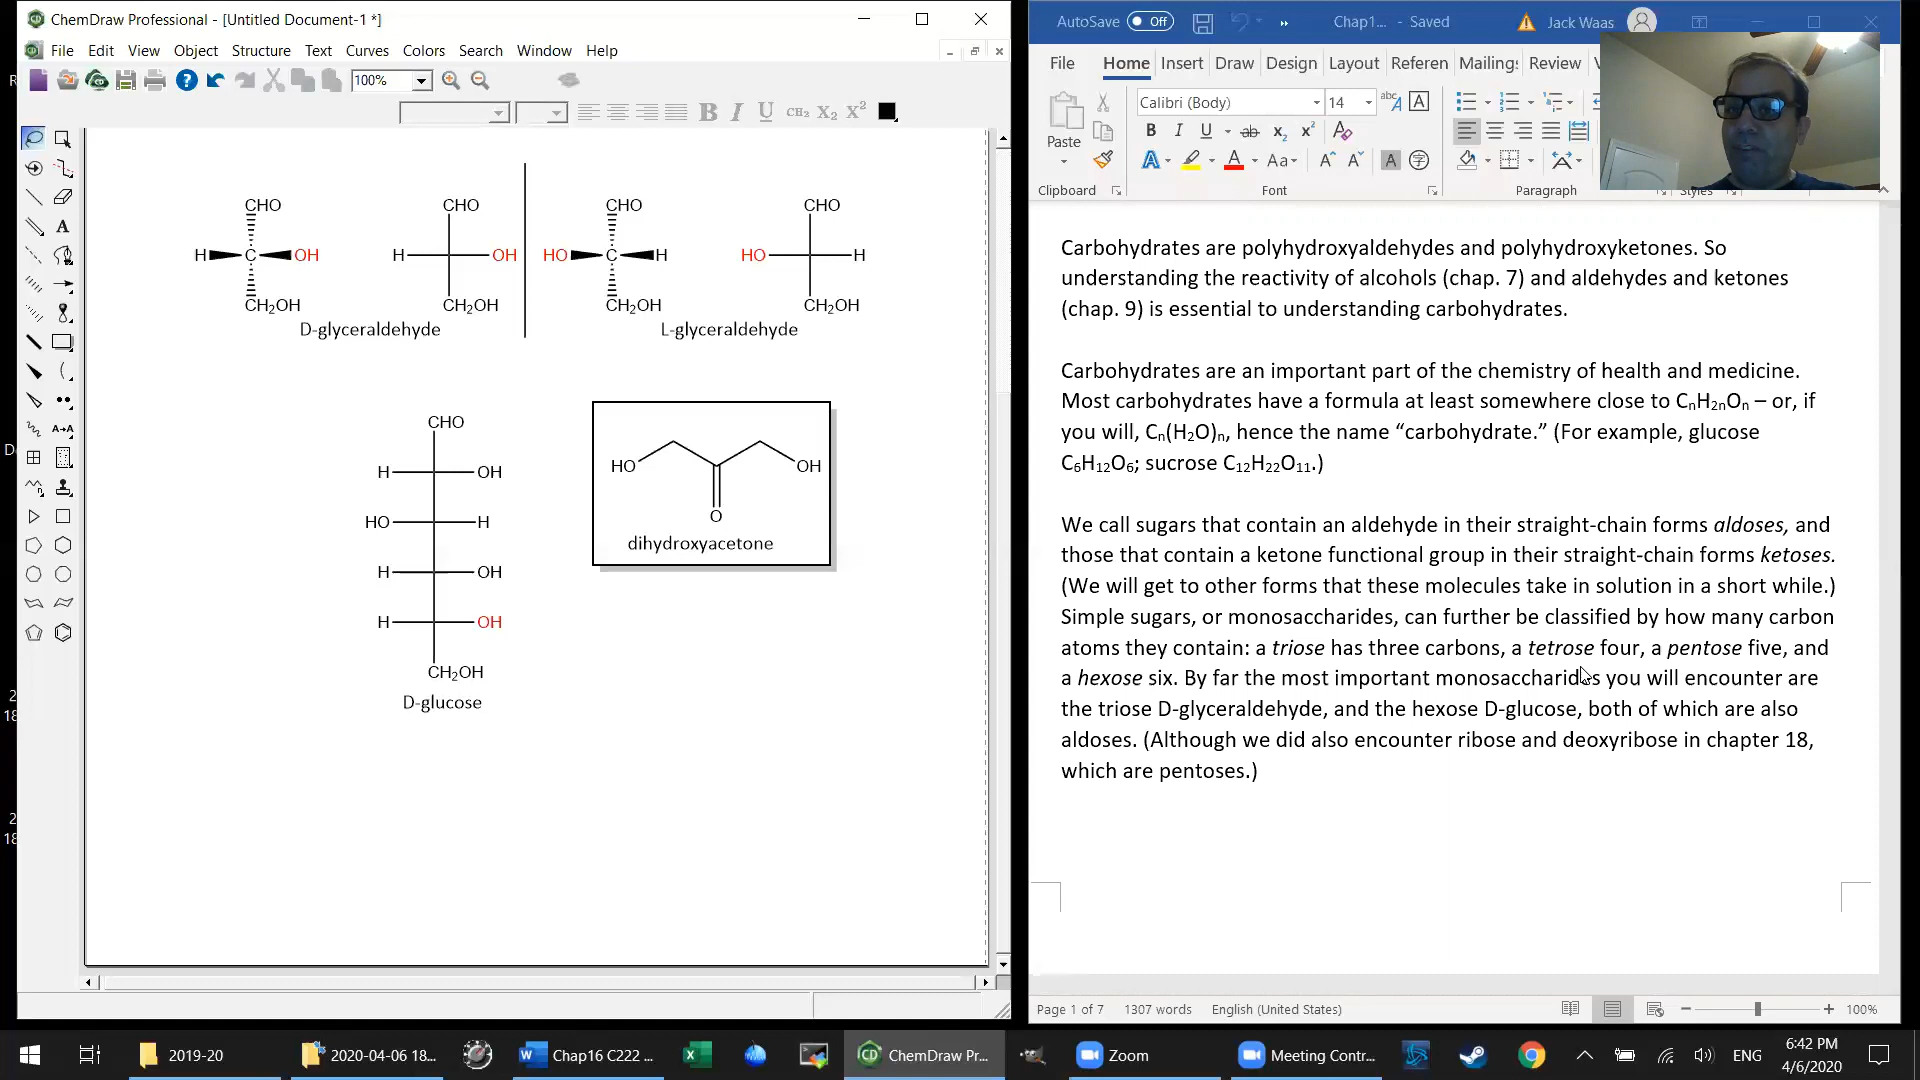 ChemDraw Professional - [Untitled Document-1 *]
File Edit View Object Structure Text Curves Colors Search Window Help
100%
B I U CH₂ X₂ X²
A
A→A
CHO CHO CHO CHO
H C OH H OH HO C H HO H
CH₂OH CH₂OH CH₂OH CH₂OH
D-glyceraldehyde L-glyceraldehyde
CHO
H OH
HO H
H OH
H OH
CH₂OH
D-glucose
HO OH
O
dihydroxyacetone
AutoSave Off Chap1... - Saved Jack Waas
File Home Insert Draw Design Layout Referen Mailings Review
Paste Calibri (Body) 14
B I U ab x₂ x²
A A Aa A A A
Clipboard Font Paragraph Styles
Carbohydrates are polyhydroxyaldehydes and polyhydroxyketones. So
understanding the reactivity of alcohols (chap. 7) and aldehydes and ketones
(chap. 9) is essential to understanding carbohydrates.
Carbohydrates are an important part of the chemistry of health and medicine.
Most carbohydrates have a formula at least somewhere close to CₙH₂ₙOₙ – or, if
you will, Cₙ(H₂O)ₙ, hence the name “carbohydrate.” (For example, glucose
C₆H₁₂O₆; sucrose C₁₂H₂₂O₁₁.)
We call sugars that contain an aldehyde in their straight-chain forms aldoses, and
those that contain a ketone functional group in their straight-chain forms ketoses.
(We will get to other forms that these molecules take in solution in a short while.)
Simple sugars, or monosaccharides, can further be classified by how many carbon
atoms they contain: a triose has three carbons, a tetrose four, a pentose five, and
a hexose six. By far the most important monosaccharides you will encounter are
the triose D-glyceraldehyde, and the hexose D-glucose, both of which are also
aldoses. (Although we did also encounter ribose and deoxyribose in chapter 18,
which are pentoses.)
Page 1 of 7 1307 words English (United States) 100%
2019-20 2020-04-06 18... Chap16 C222 ... ChemDraw Pr... Zoom Meeting Contr... ENG 6:42 PM
4/6/2020